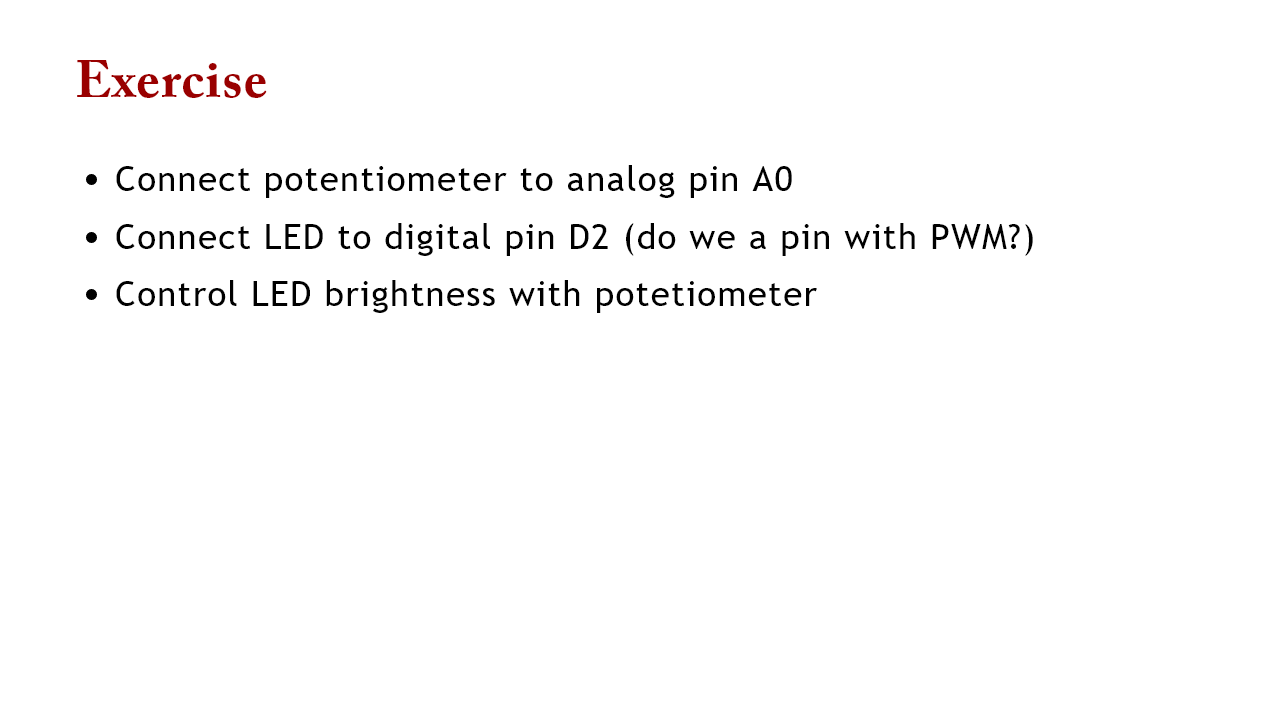 Exercise
• Connect potentiometer to analog pin A0
• Connect LED to digital pin D2 (do we a pin with PWM?)
• Control LED brightness with potetiometer